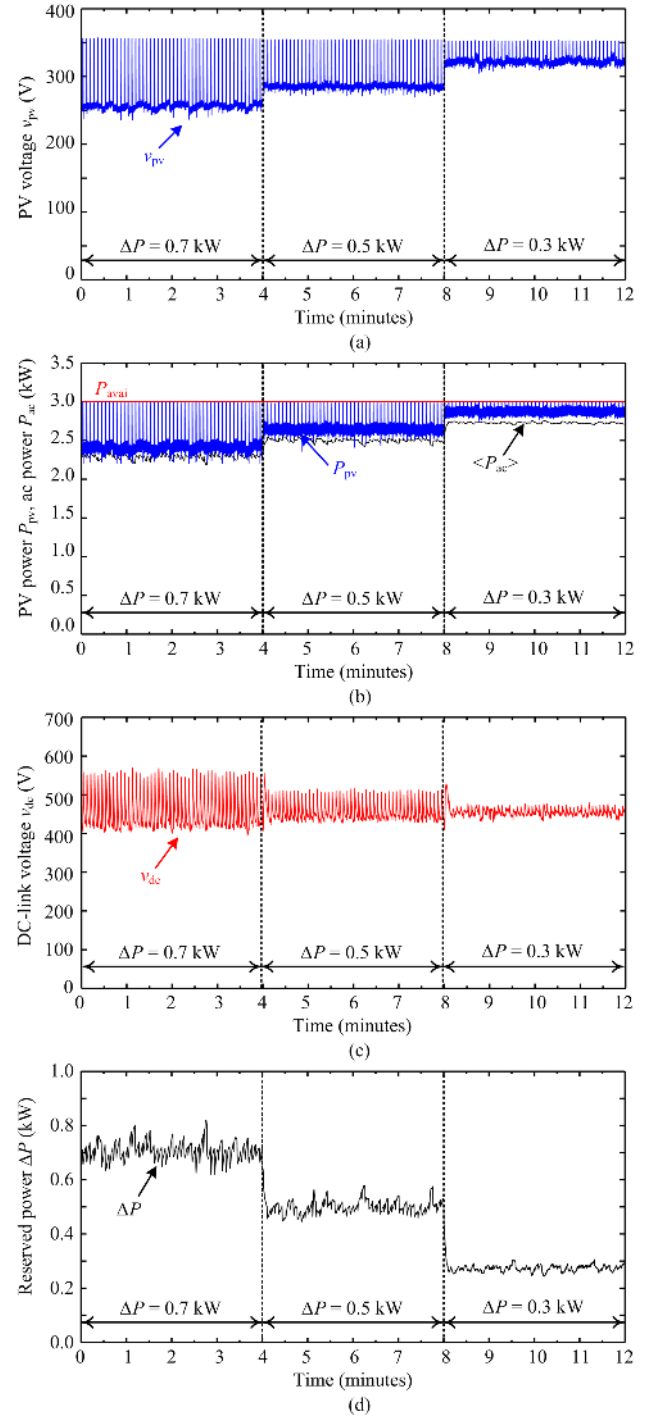 400
300
200
100
0
PV voltage vpv (V)
vpv
ΔP = 0.7 kW
ΔP = 0.5 kW
ΔP = 0.3 kW
0 1 2 3 4 5 6 7 8 9 10 11 12
Time (minutes)
(a)
3.5
3.0
2.5
2.0
1.5
1.0
0.5
0.0
PV power Ppv, ac power Pac (kW)
Pavai
Ppv
<Pac>
ΔP = 0.7 kW
ΔP = 0.5 kW
ΔP = 0.3 kW
0 1 2 3 4 5 6 7 8 9 10 11 12
Time (minutes)
(b)
700
600
500
400
300
200
100
0
DC-link voltage vdc (V)
vdc
ΔP = 0.7 kW
ΔP = 0.5 kW
ΔP = 0.3 kW
0 1 2 3 4 5 6 7 8 9 10 11 12
Time (minutes)
(c)
1.0
0.8
0.6
0.4
0.2
0.0
Reserved power ΔP (kW)
ΔP
ΔP = 0.7 kW
ΔP = 0.5 kW
ΔP = 0.3 kW
0 1 2 3 4 5 6 7 8 9 10 11 12
Time (minutes)
(d)